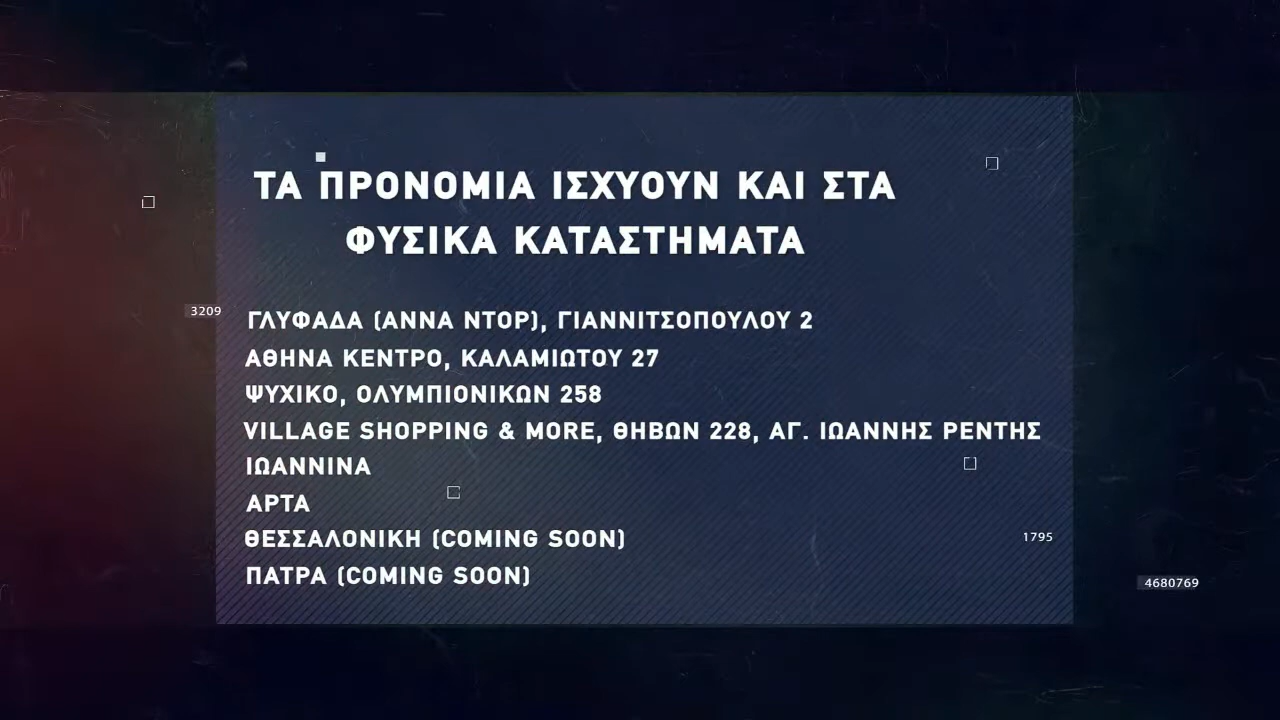 ΤΑ ΠΡΟΝΟΜΙΑ ΙΣΧΥΟΥΝ ΚΑΙ ΣΤΑ
ΦΥΣΙΚΑ ΚΑΤΑΣΤΗΜΑΤΑ
3209
ΓΛΥΦΑΔΑ (ΑΝΝΑ ΝΤΟΡ), ΓΙΑΝΝΙΤΣΟΠΟΥΛΟΥ 2
ΑΘΗΝΑ ΚΕΝΤΡΟ, ΚΑΛΑΜΙΩΤΟΥ 27
ΨΥΧΙΚΟ, ΟΛΥΜΠΙΟΝΙΚΩΝ 258
VILLAGE SHOPPING & MORE, ΘΗΒΩΝ 228, ΑΓ. ΙΩΑΝΝΗΣ ΡΕΝΤΗΣ
ΙΩΑΝΝΙΝΑ
ΑΡΤΑ
ΘΕΣΣΑΛΟΝΙΚΗ (COMING SOON)
1795
ΠΑΤΡΑ (COMING SOON)
4680769